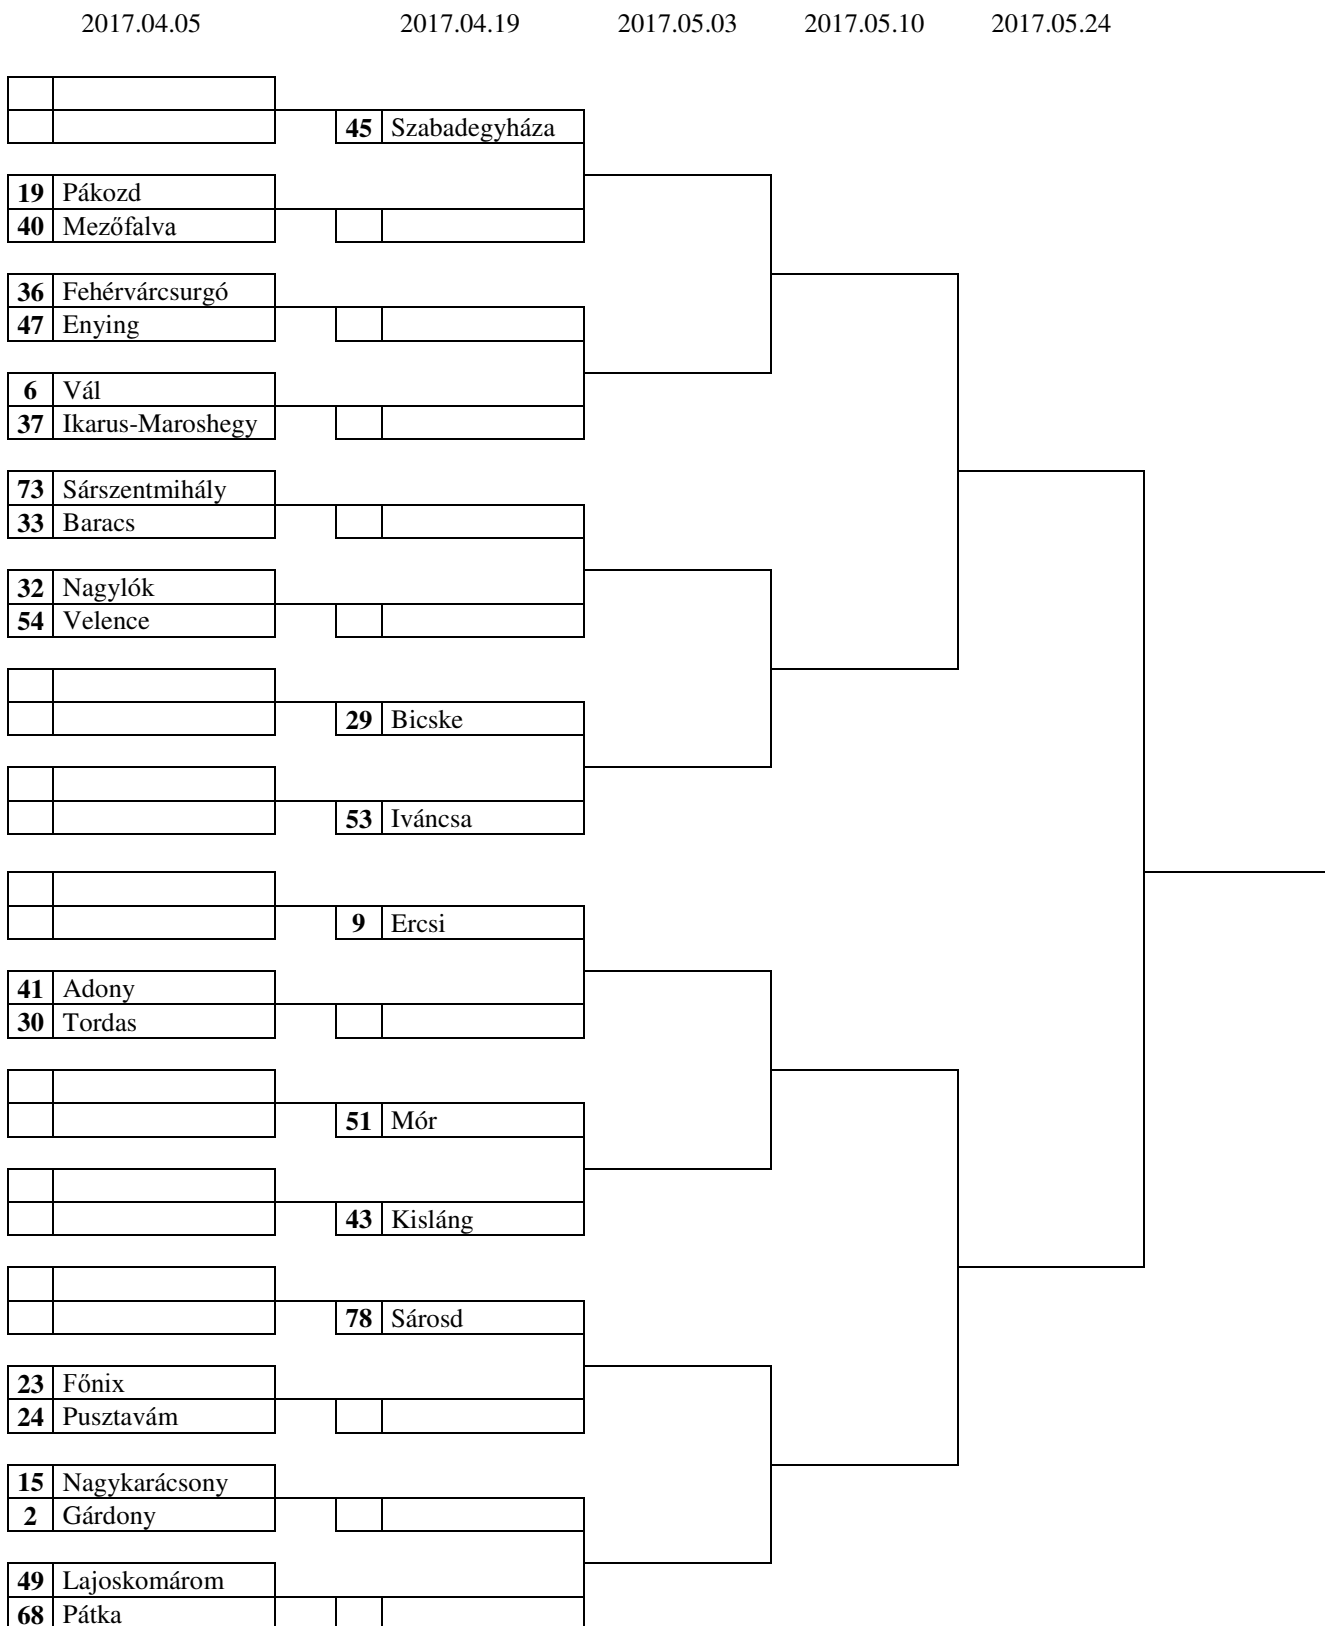 2017.04.05 2017.04.19 2017.05.03 2017.05.10 2017.05.24
45 Szabadegyháza
19 Pákozd
40 Mezőfalva
36 Fehérvárcsurgó
47 Enying
6 Vál
37 Ikarus-Maroshegy
73 Sárszentmihály
33 Baracs
32 Nagylók
54 Velence
29 Bicske
53 Iváncsa
9 Ercsi
41 Adony
30 Tordas
51 Mór
43 Kisláng
78 Sárosd
23 Főnix
24 Pusztavám
15 Nagykarácsony
2 Gárdony
49 Lajoskomárom
68 Pátka